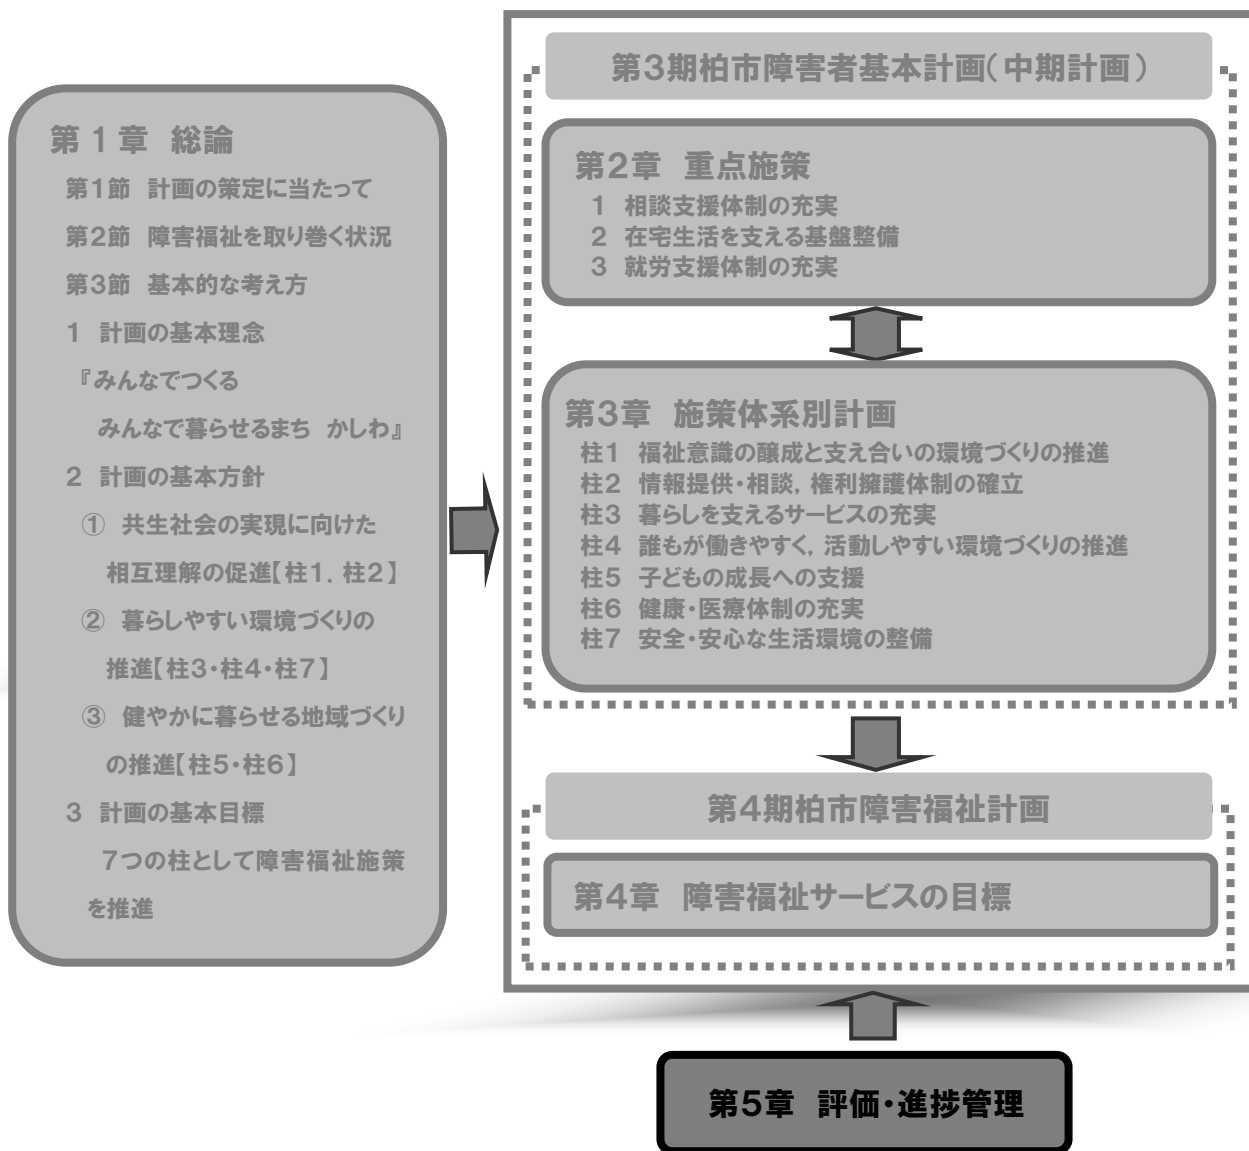 第１章 総論
第１節 計画の策定に当たって
第２節 障害福祉を取り巻く状況
第３節 基本的な考え方
１ 計画の基本理念
『みんなでつくる
みんなで暮らせるまち かしわ』
２ 計画の基本方針
① 共生社会の実現に向けた
相互理解の促進【柱１．柱２】
② 暮らしやすい環境づくりの
推進【柱３・柱４・柱７】
③ 健やかに暮らせる地域づくり
の推進【柱５・柱６】
３ 計画の基本目標
７つの柱として障害福祉施策
を推進
第３期柏市障害者基本計画（中期計画）
第２章 重点施策
１ 相談支援体制の充実
２ 在宅生活を支える基盤整備
３ 就労支援体制の充実
第３章 施策体系別計画
柱１ 福祉意識の醸成と支え合いの環境づくりの推進
柱２ 情報提供・相談，権利擁護体制の確立
柱３ 暮らしを支えるサービスの充実
柱４ 誰もが働きやすく，活動しやすい環境づくりの推進
柱５ 子どもの成長への支援
柱６ 健康・医療体制の充実
柱７ 安全・安心な生活環境の整備
第４期柏市障害福祉計画
第４章 障害福祉サービスの目標
第５章 評価・進捗管理